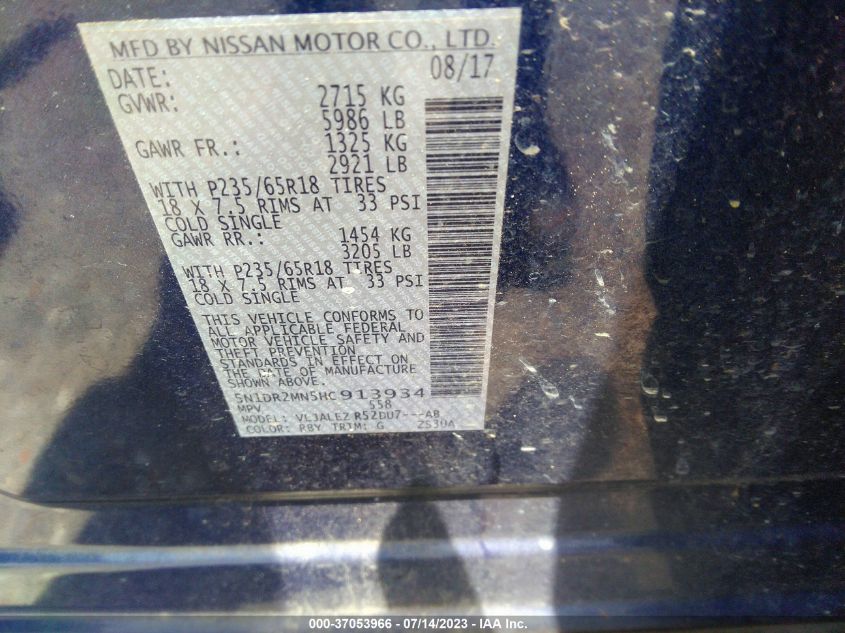 MFD BY NISSAN MOTOR CO., LTD.
DATE: 08/17
GVWR: 2715 KG
5986 LB
GAWR FR.: 1325 KG
2921 LB
WITH P235/65R18 TIRES
18 X 7.5 RIMS AT 33 PSI
COLD SINGLE
GAWR RR.: 1454 KG
3205 LB
WITH P235/65R18 TIRES
18 X 7.5 RIMS AT 33 PSI
COLD SINGLE
THIS VEHICLE CONFORMS TO
ALL APPLICABLE FEDERAL
MOTOR VEHICLE SAFETY AND
THEFT PREVENTION
STANDARDS IN EFFECT ON
THE DATE OF MANUFACTURE
SHOWN ABOVE.
5N1DR2MN5HC913934
MPV 558
MODEL: VLJALEZ R52DU7---AB
COLOR: RBY TRIM: G ZS30A
000-37053966 - 07/14/2023 - IAA Inc.